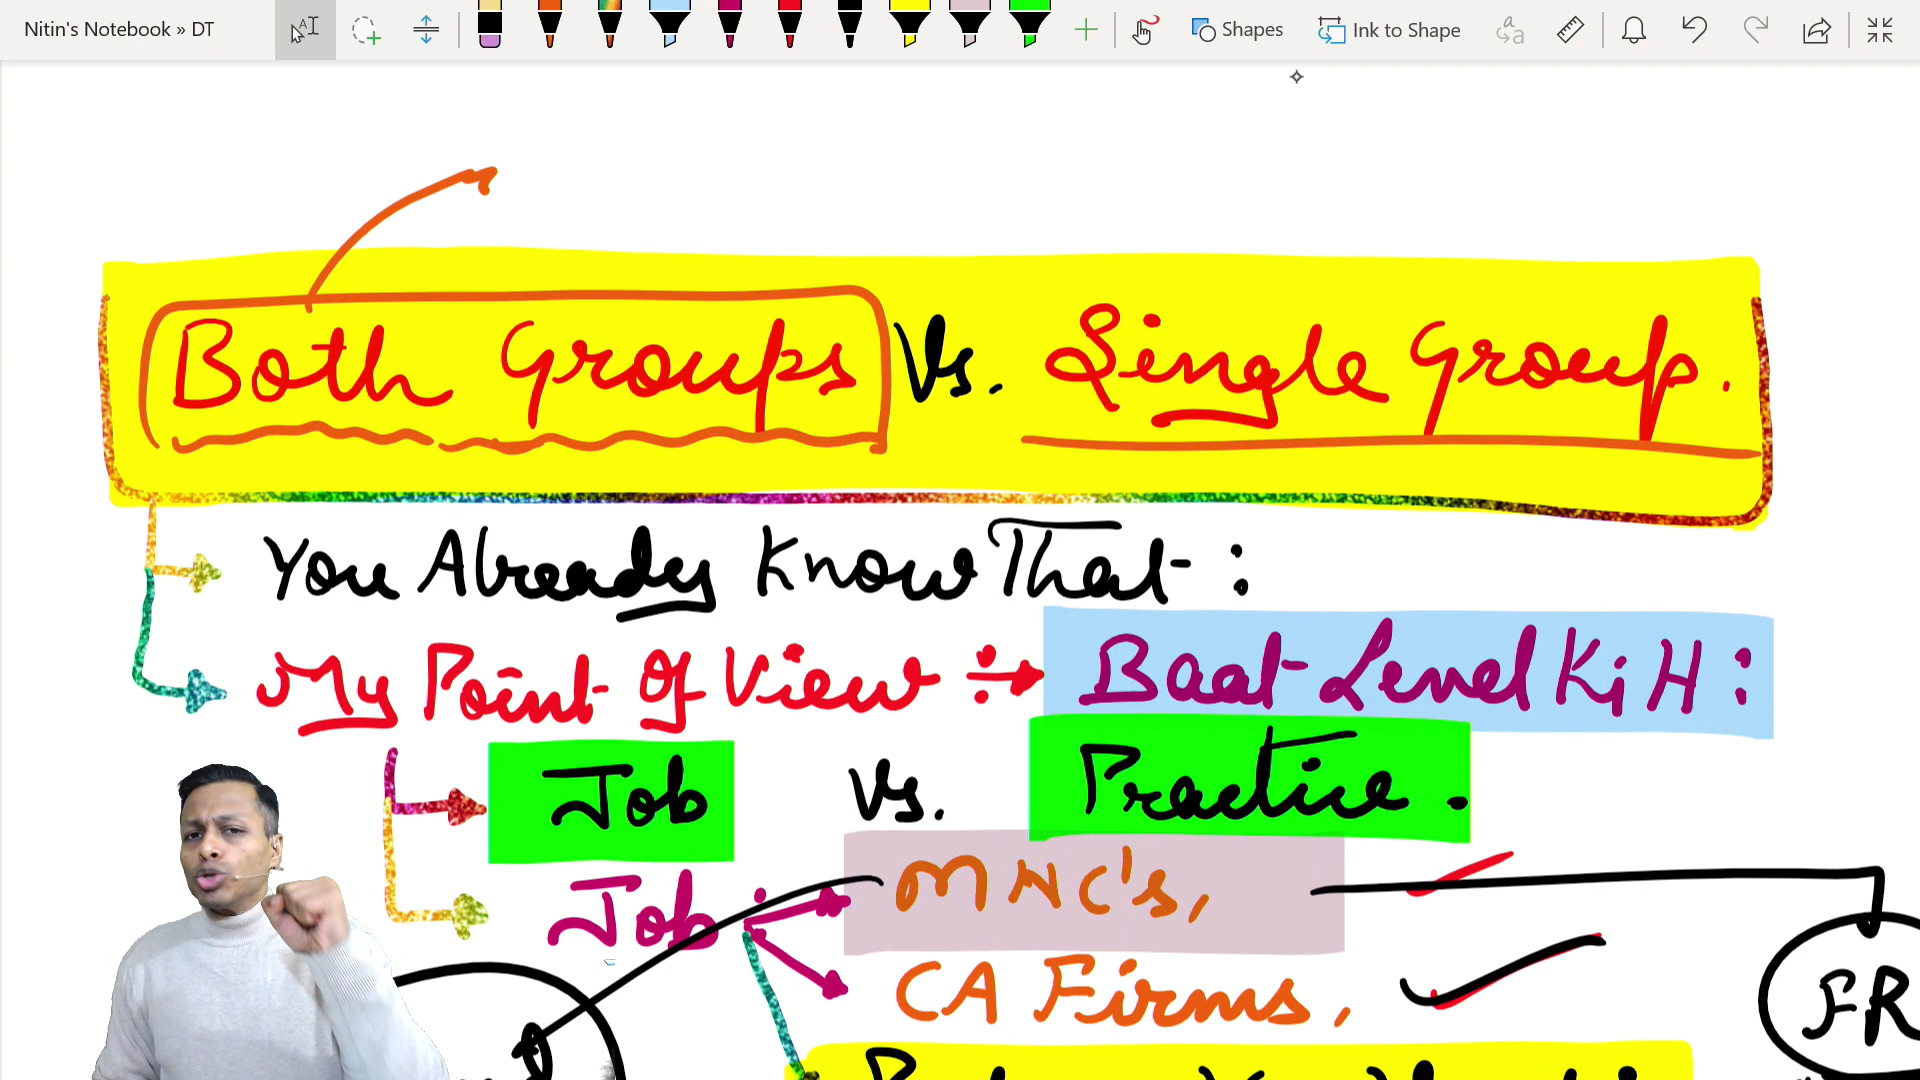 Nitin's Notebook » DT
Shapes
Ink to Shape
Both Groups Vs. Single Group.
You Already Know That :
My Point Of View ÷→ Baat Level Ki H :
Job Vs. Practice.
Job : MNC's,
CA Firms,
FR